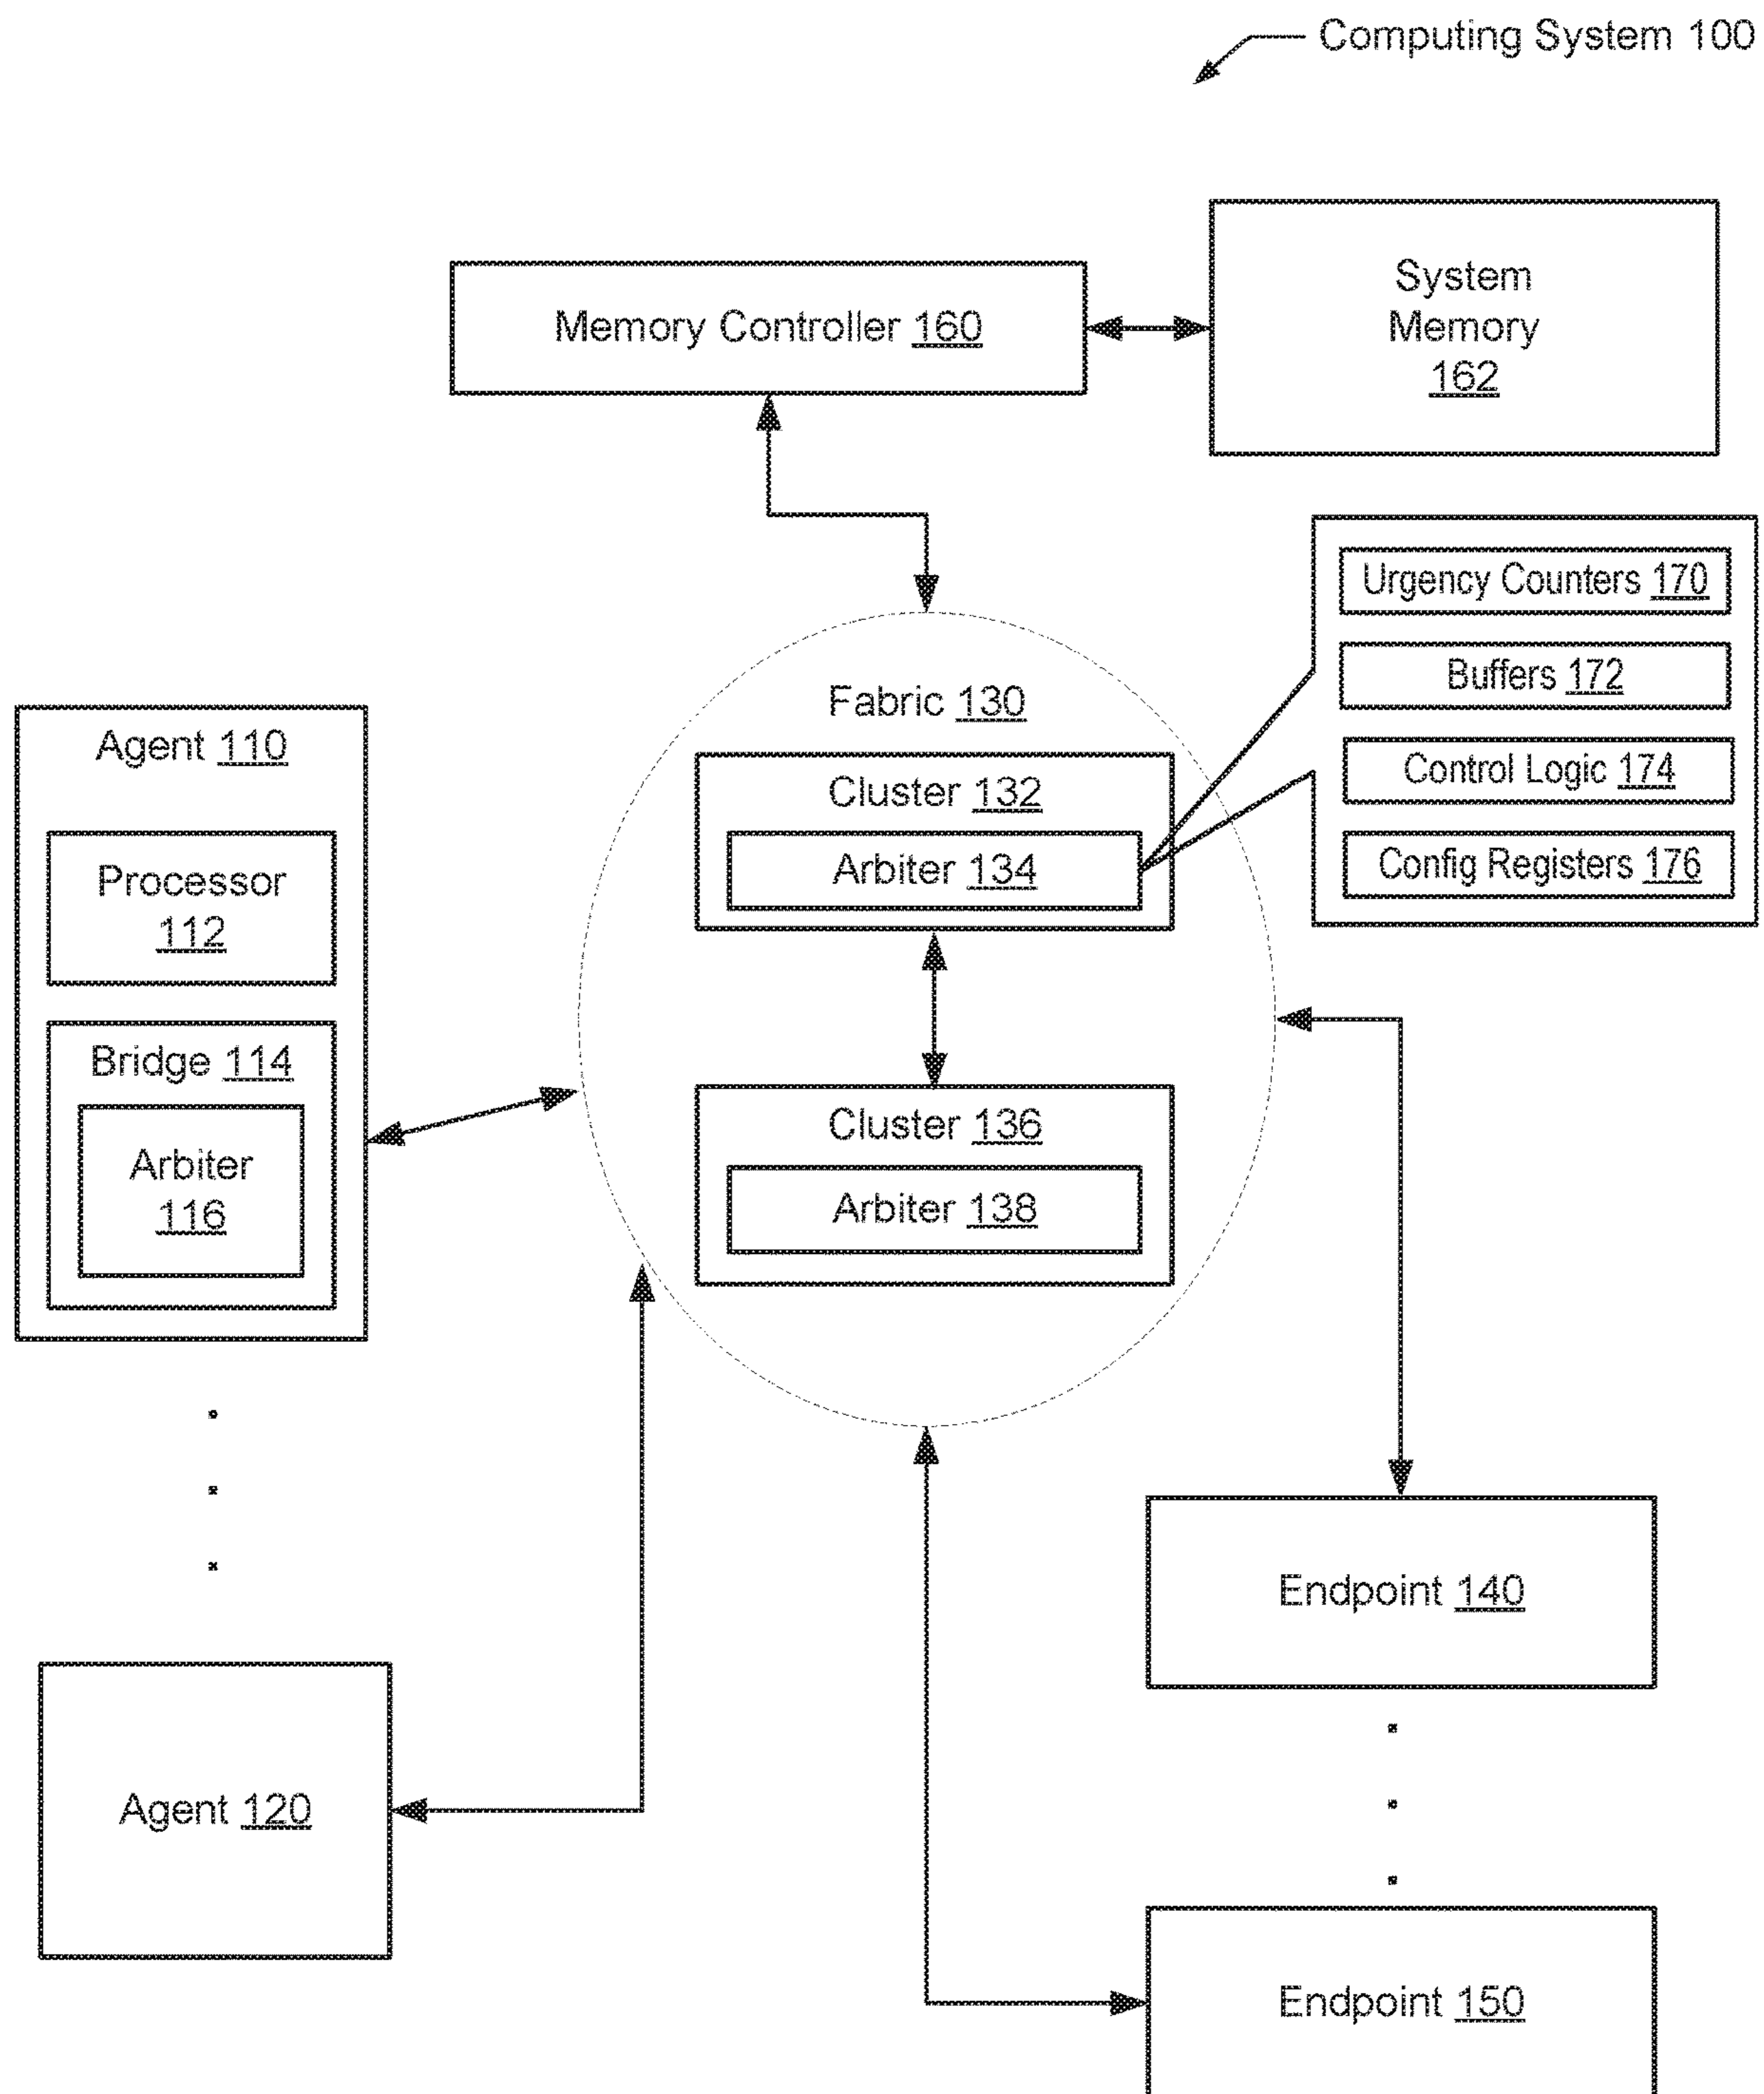 Computing System 100
System
Memory
162
Memory Controller 160
Urgency Counters 170
Buffers 172
Control Logic 174
Config Registers 176
Fabric 130
Cluster 132
Arbiter 134
Cluster 136
Arbiter 138
Agent 110
Processor
112
Bridge 114
Arbiter
116
Agent 120
Endpoint 140
Endpoint 150